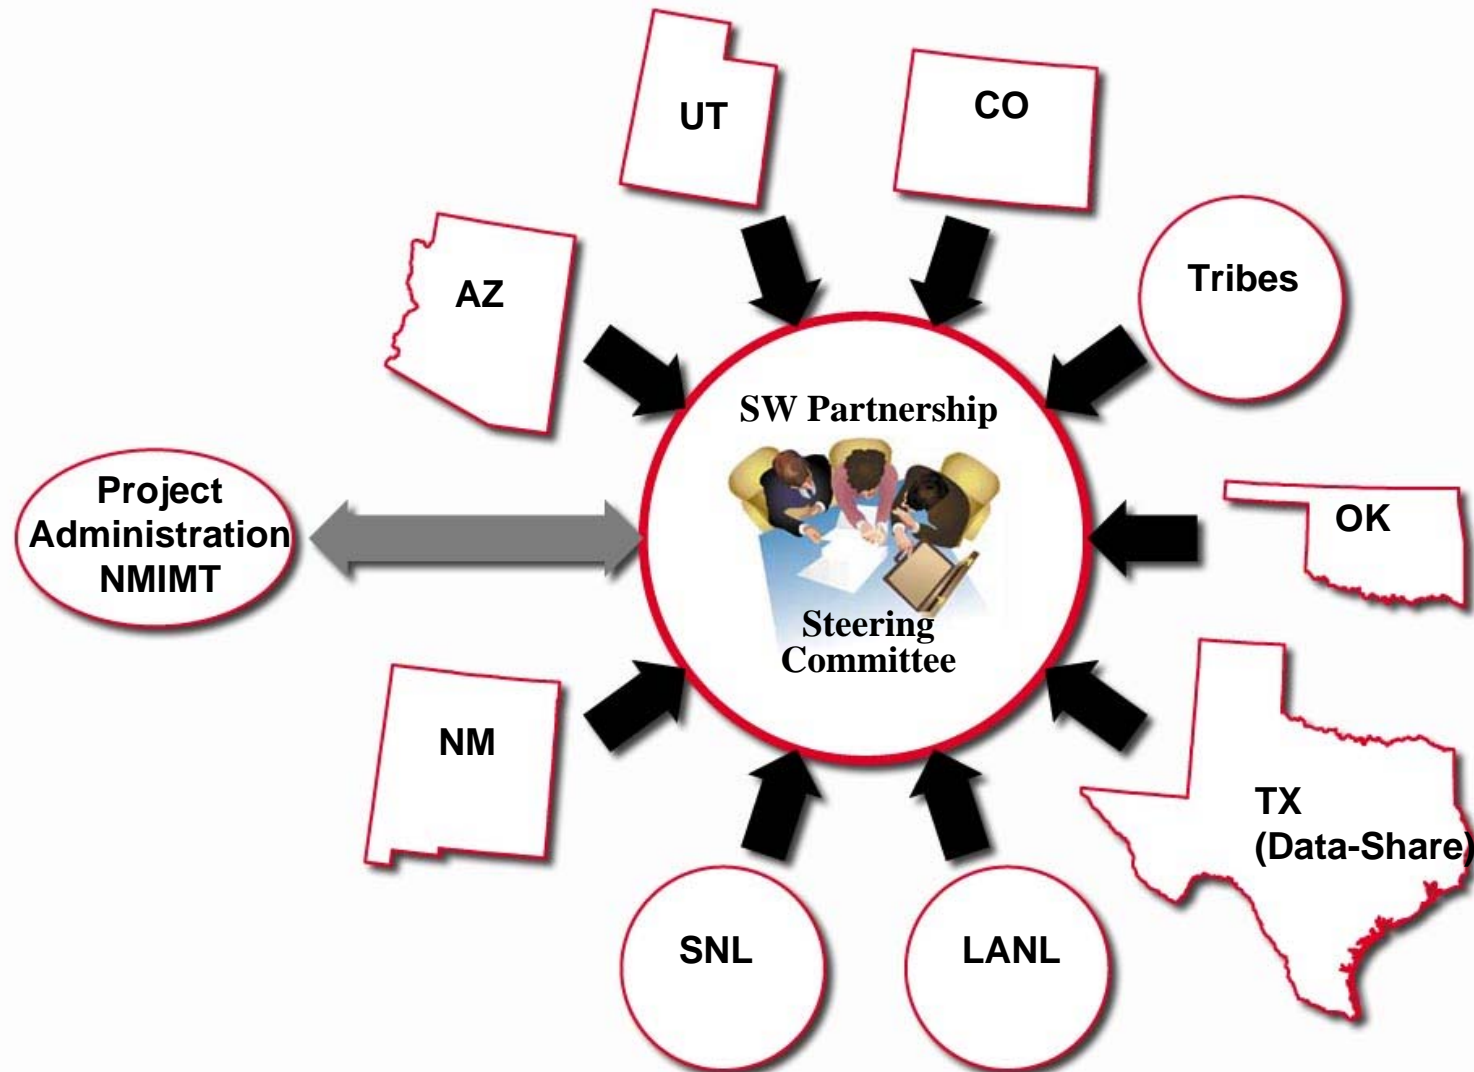 UT
CO
AZ
Tribes
SW Partnership
Project
Administration
NMIMT
OK
Steering
Committee
NM
TX
(Data-Share)
SNL
LANL